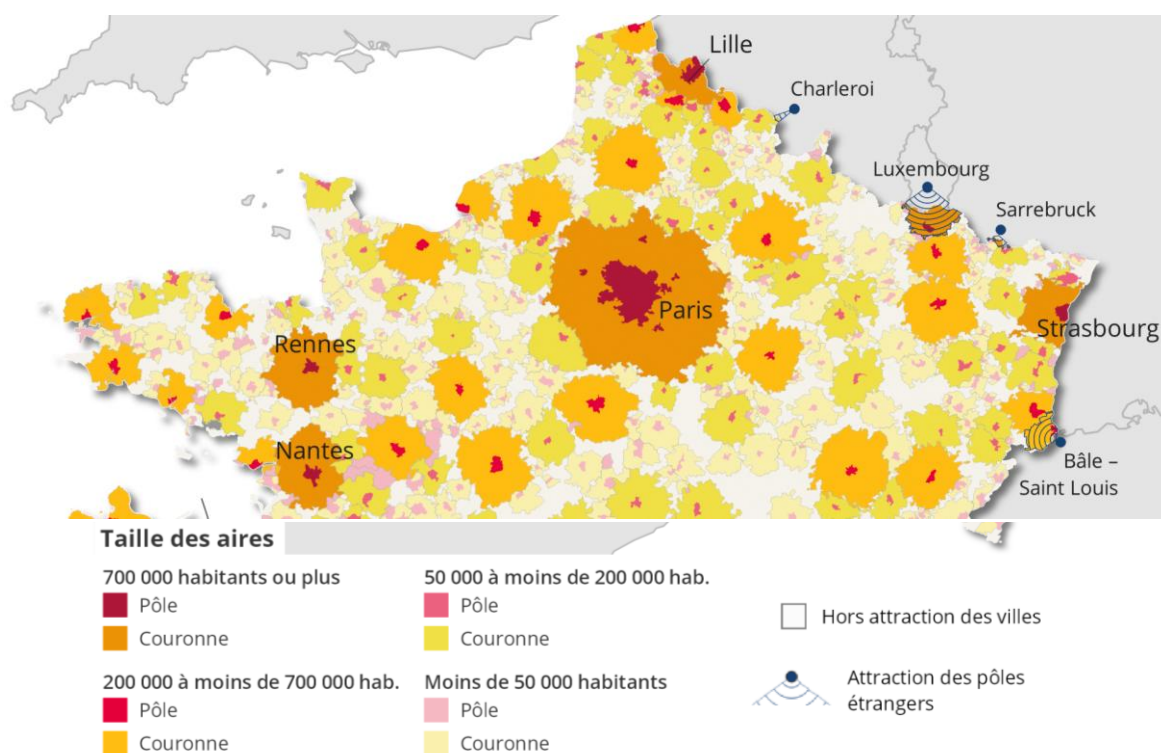 Lille
Charleroi
Luxembourg
Sarrebruck
Paris
Strasbourg
Rennes
Nantes
Bâle –
Saint Louis
Taille des aires
700 000 habitants ou plus
Pôle
Couronne
200 000 à moins de 700 000 hab.
Pôle
Couronne
50 000 à moins de 200 000 hab.
Pôle
Couronne
Moins de 50 000 habitants
Pôle
Couronne
Hors attraction des villes
Attraction des pôles
étrangers